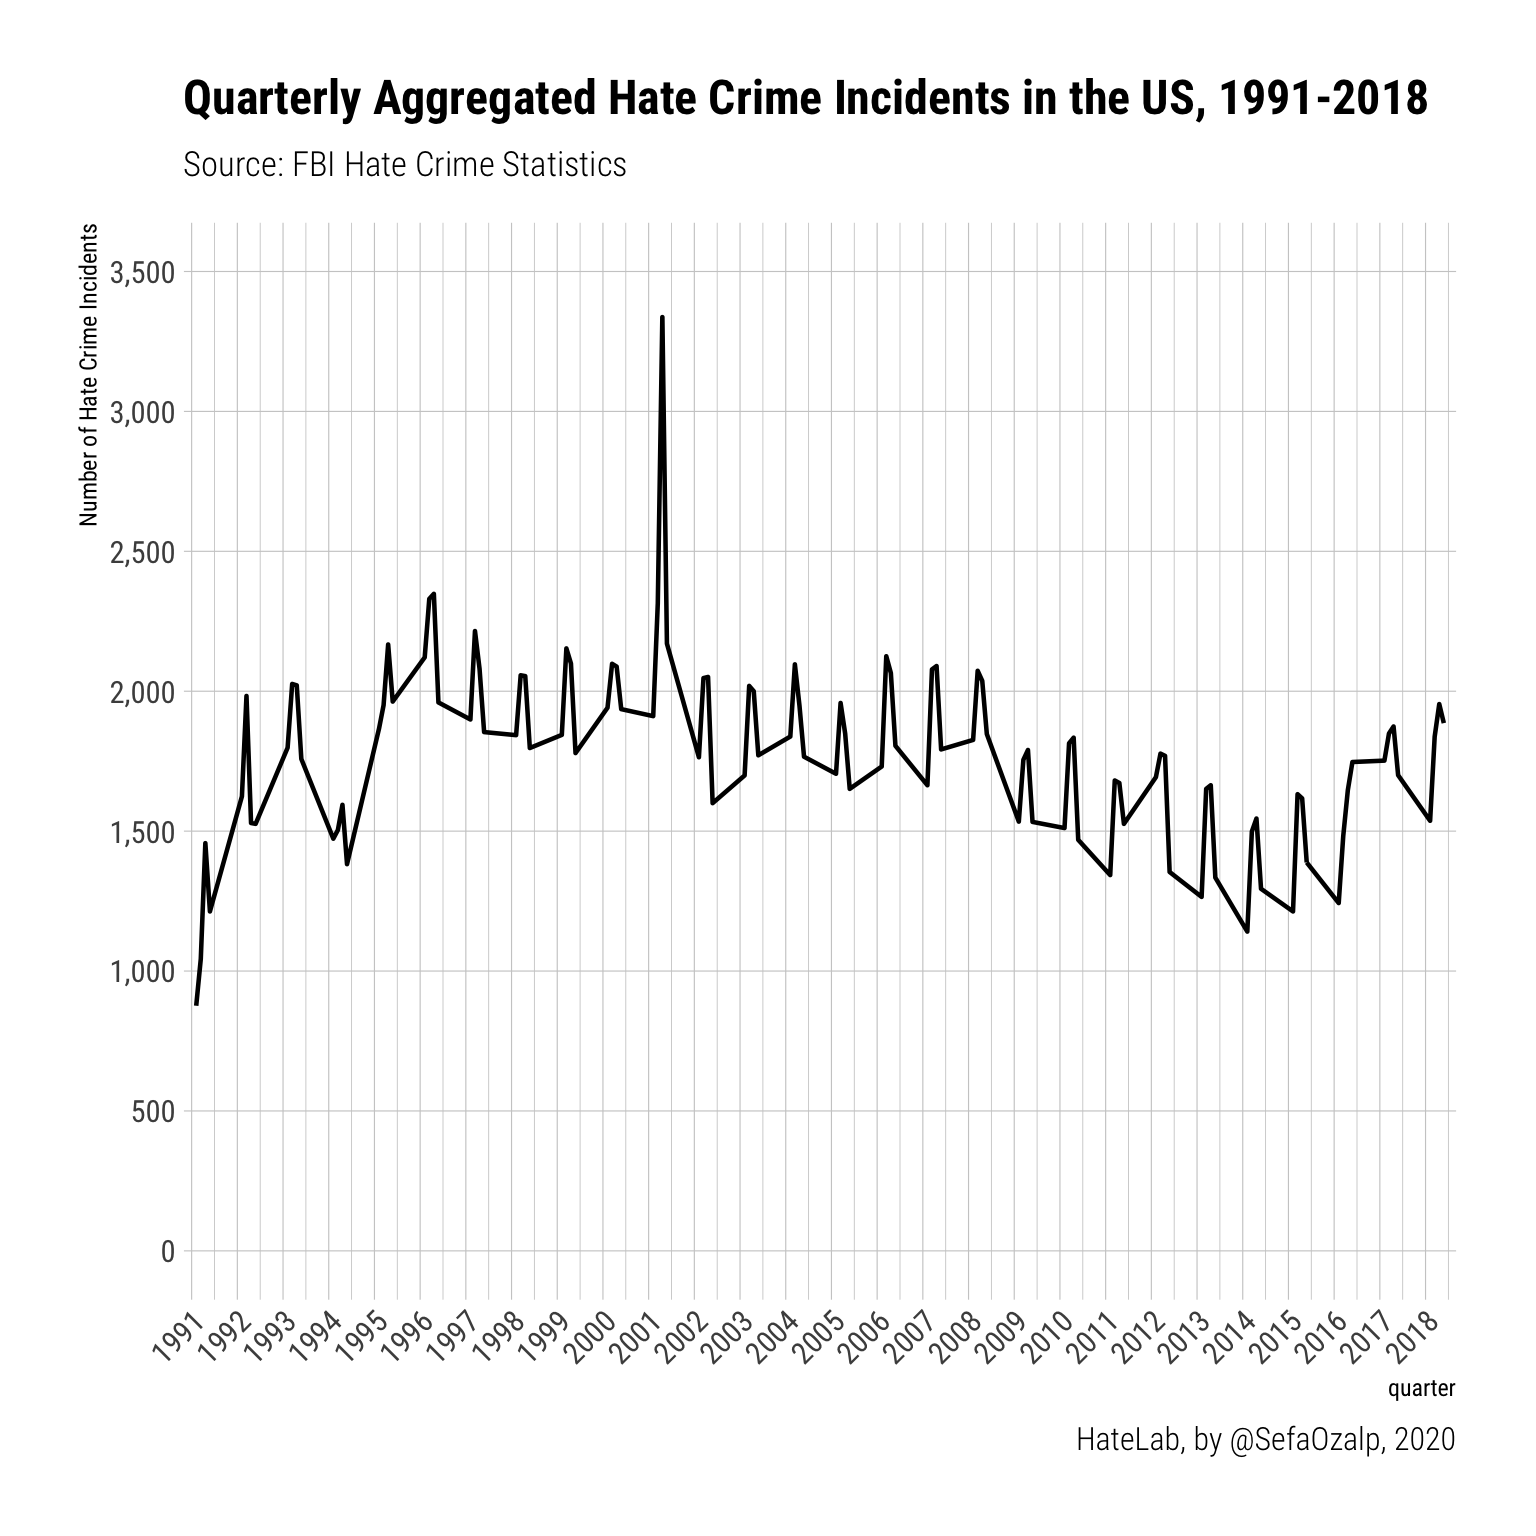 Quarterly Aggregated Hate Crime Incidents in the US, 1991-2018
Source: FBI Hate Crime Statistics
Number of Hate Crime Incidents
3,500
3,000
2,500
2,000
1,500
1,000
500
0
1991 1992 1993 1994 1995 1996 1997 1998 1999 2000 2001 2002 2003 2004 2005 2006 2007 2008 2009 2010 2011 2012 2013 2014 2015 2016 2017 2018
quarter
HateLab, by @SefaOzalp, 2020